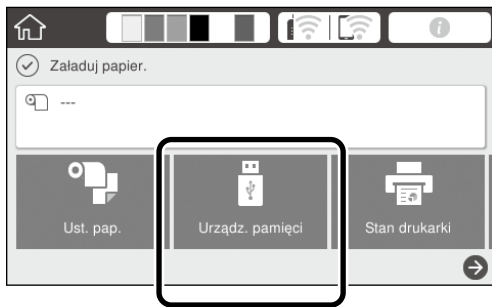 Załaduj papier.
---
Ust. pap.
Urządz. pamięci
Stan drukarki